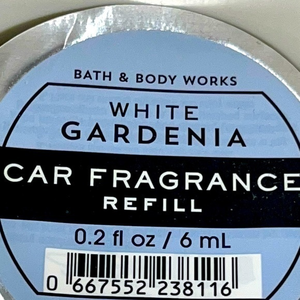 BATH & BODY WORKS
WHITE
GARDENIA
CAR FRAGRANCE
REFILL
0.2 fl oz / 6 mL
0 667552 238116